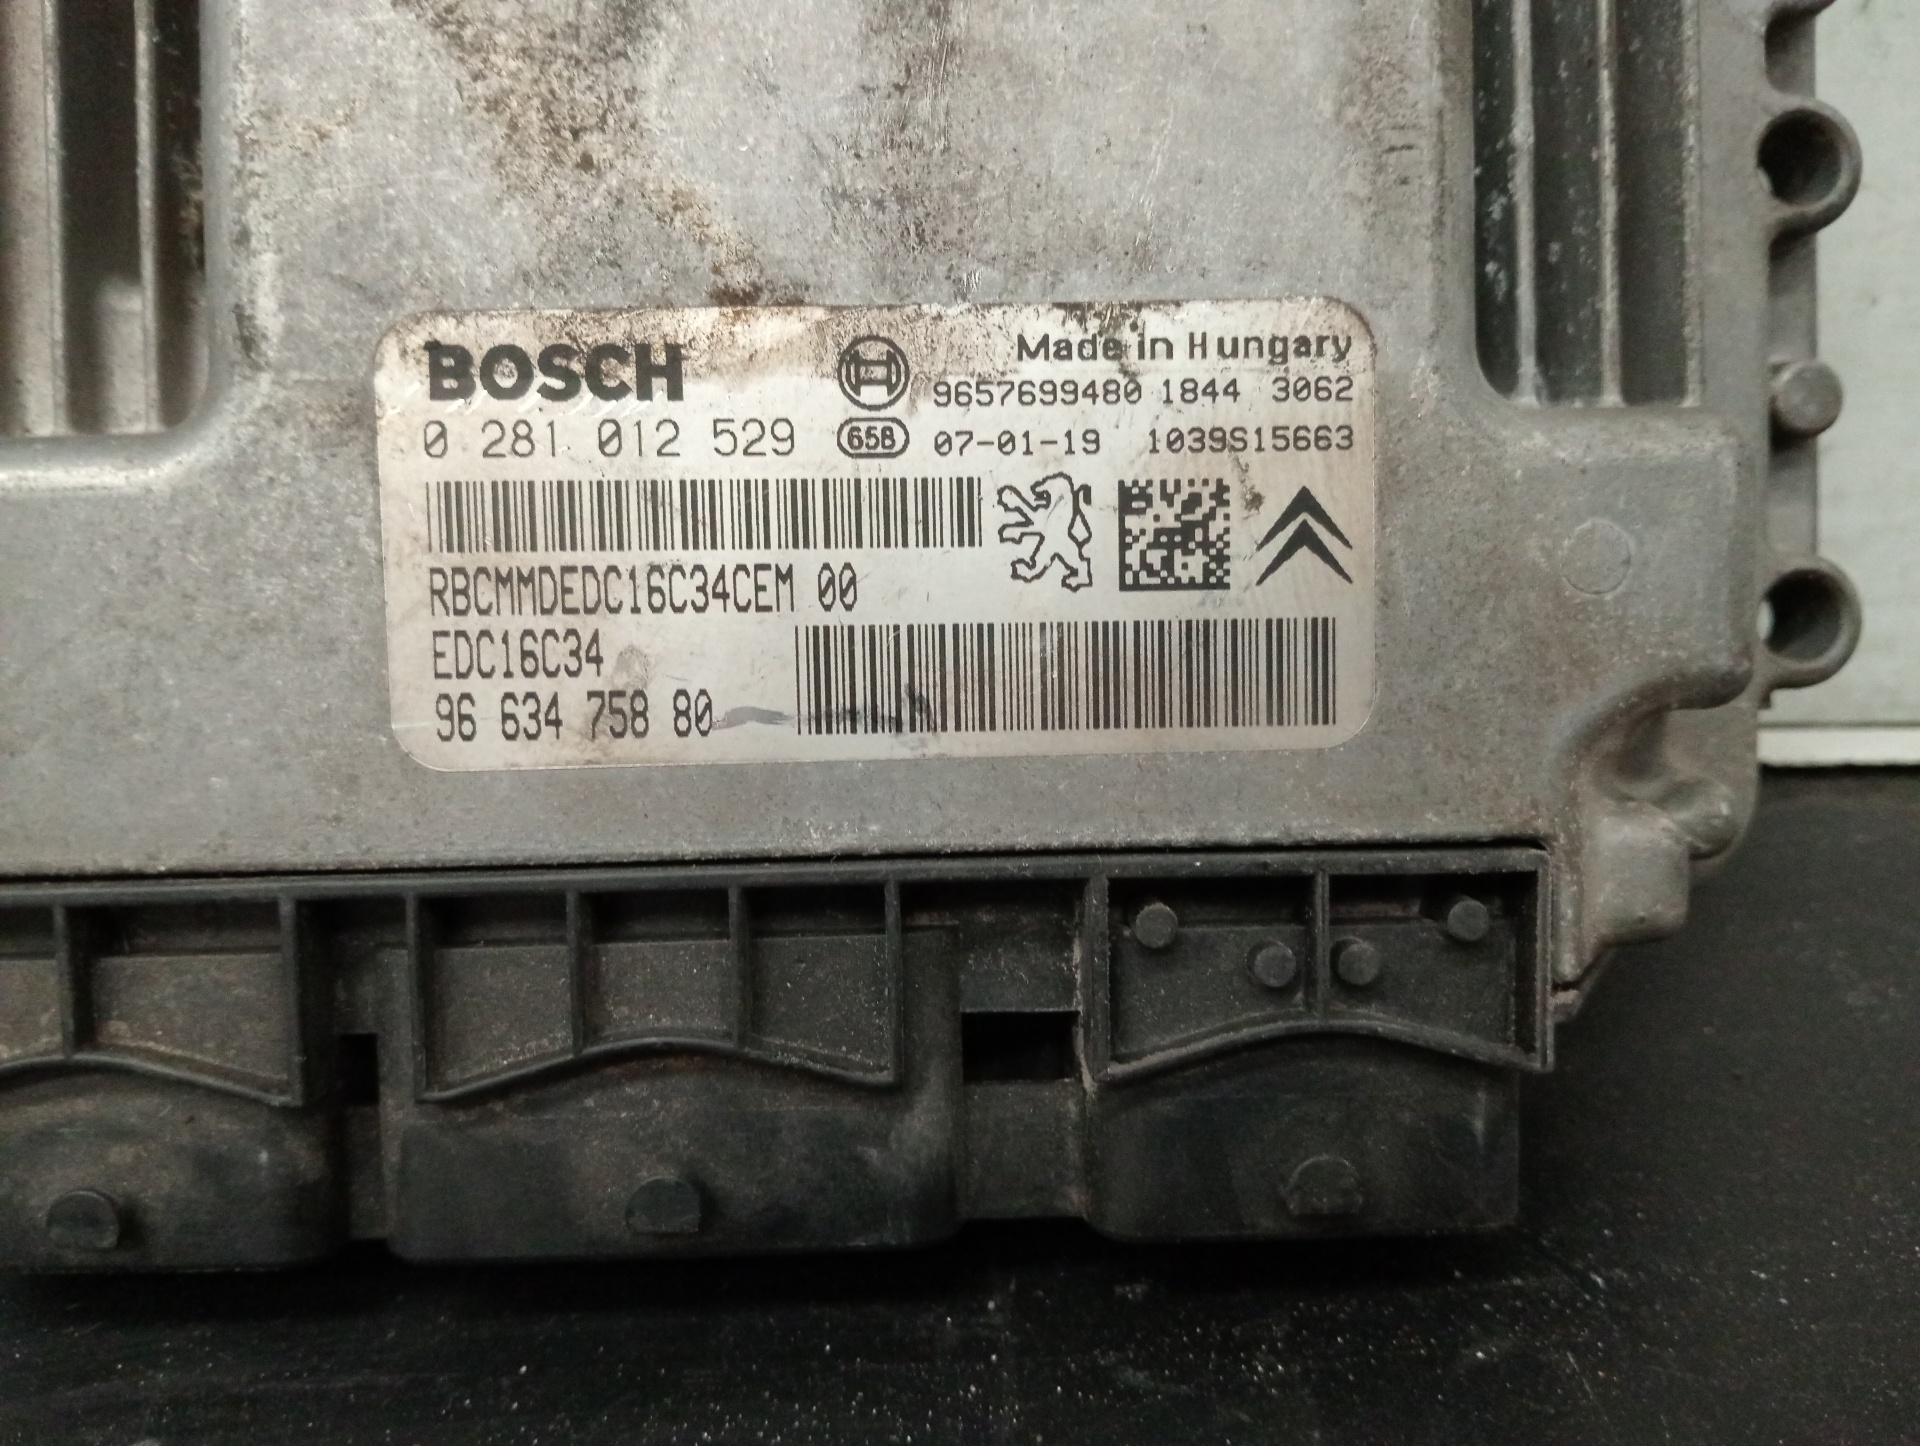 BOSCH
Made in Hungary
9657699480 1844 3062
0 281 012 529 65B 07-01-19 1039S15663
RBCMMDEDC16C34CEM 00
EDC16C34
96 634 758 80